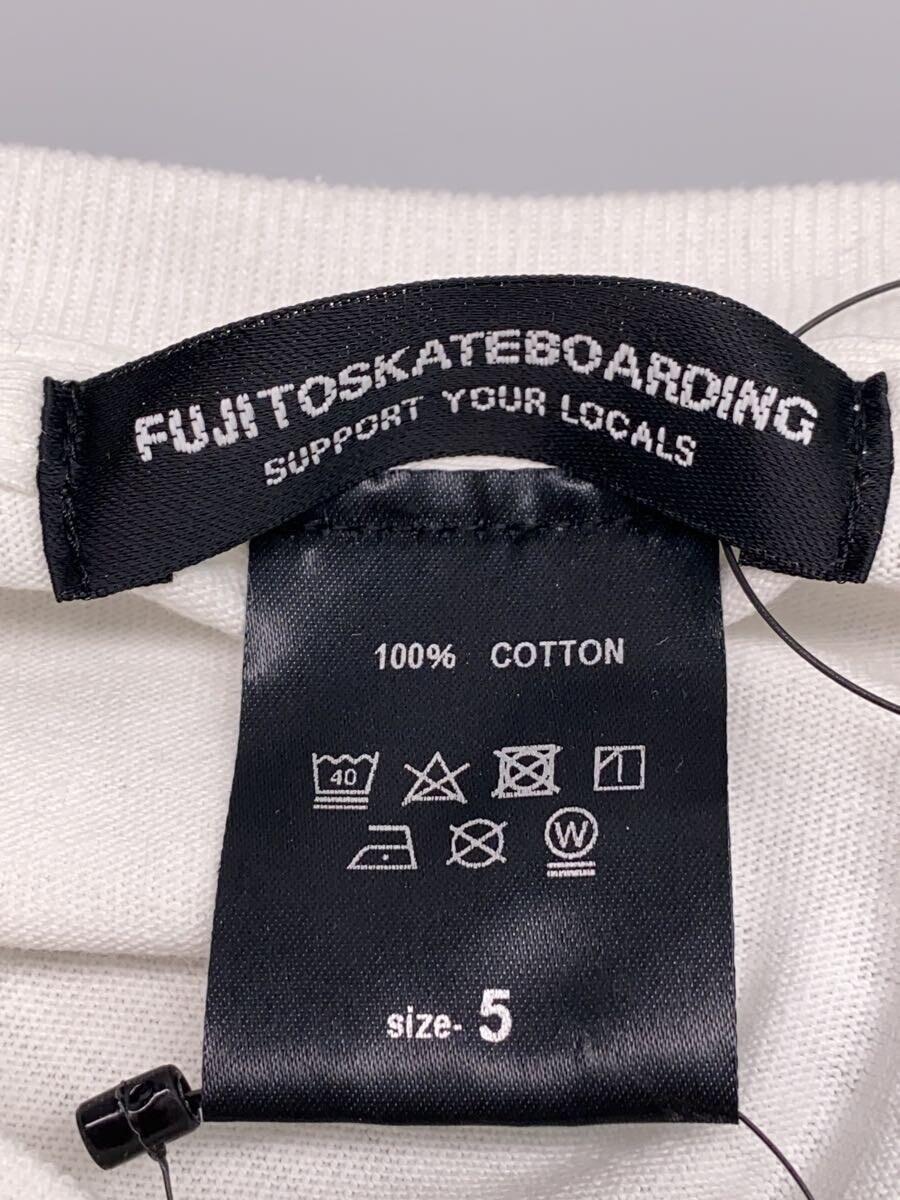 FUJITOSKATEBOARDING
SUPPORT YOUR LOCALS
100% COTTON
40
W
size- 5